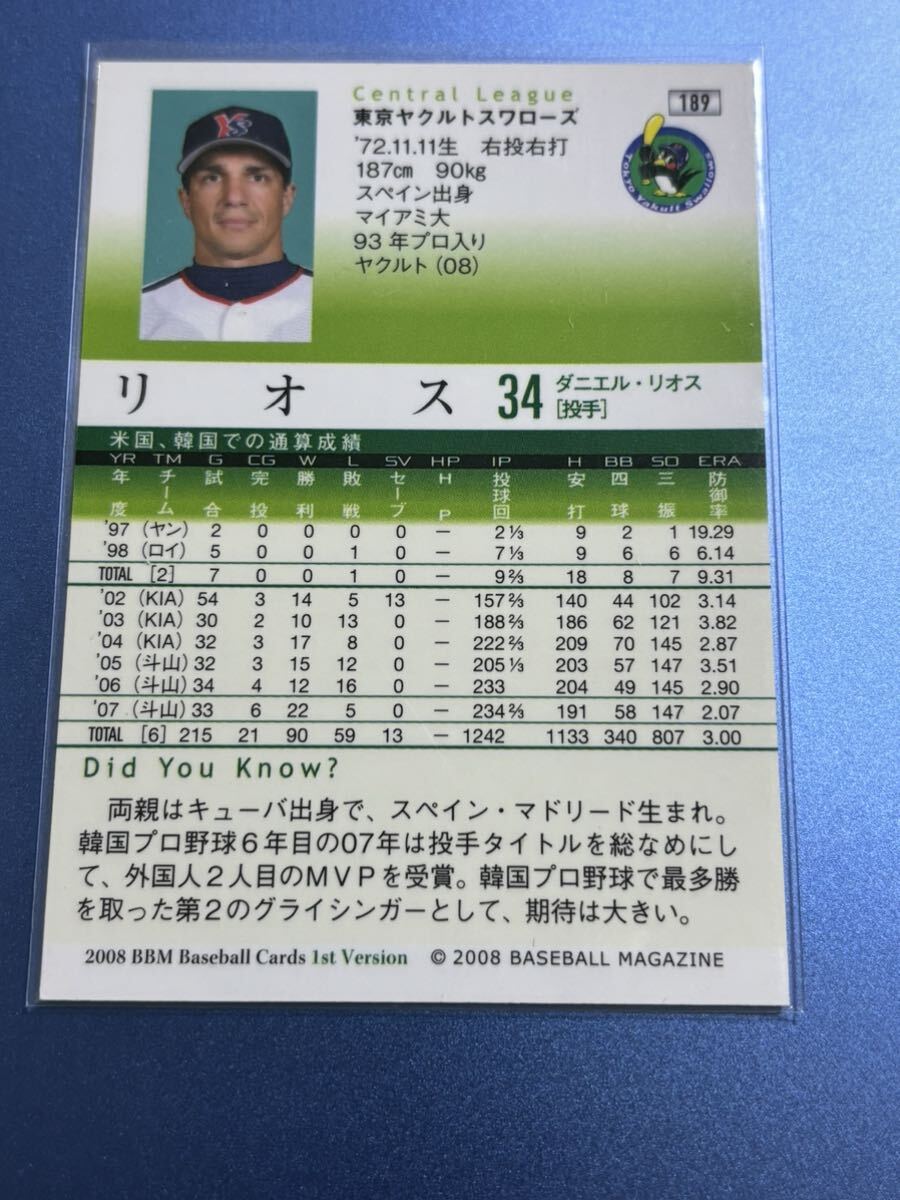 Central League
189
東京ヤクルトスワローズ
'72.11.11生 右投右打
187cm 90kg
スペイン出身
マイアミ大
93年プロ入り
ヤクルト(08)
Tokyo Yakult Swallows
YS
リオス 34 ダニエル・リオス
[投手]
米国、韓国での通算成績
YR TM G CG W L SV HP IP H BB SO ERA
年度 チーム 試合 完投 勝利 敗戦 セーブ HP 投球回 安打 四球 三振 防御率
'97 (ヤン) 2 0 0 0 0 － 2⅓ 9 2 1 19.29
'98 (ロイ) 5 0 0 1 0 － 7⅓ 9 6 6 6.14
TOTAL [2] 7 0 0 1 0 － 9⅔ 18 8 7 9.31
'02 (KIA) 54 3 14 5 13 － 157⅔ 140 44 102 3.14
'03 (KIA) 30 2 10 13 0 － 188⅔ 186 62 121 3.82
'04 (KIA) 32 3 17 8 0 － 222⅔ 209 70 145 2.87
'05 (斗山) 32 3 15 12 0 － 205⅓ 203 57 147 3.51
'06 (斗山) 34 4 12 16 0 － 233 204 49 145 2.90
'07 (斗山) 33 6 22 5 0 － 234⅔ 191 58 147 2.07
TOTAL [6] 215 21 90 59 13 － 1242 1133 340 807 3.00
Did You Know?
両親はキューバ出身で、スペイン・マドリード生まれ。
韓国プロ野球6年目の07年は投手タイトルを総なめにし
て、外国人2人目のMVPを受賞。韓国プロ野球で最多勝
を取った第2のグライシンガーとして、期待は大きい。
2008 BBM Baseball Cards 1st Version © 2008 BASEBALL MAGAZINE